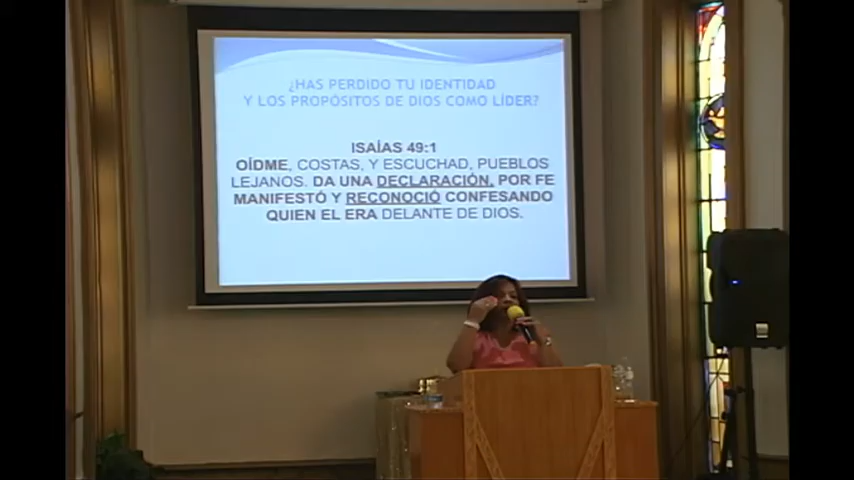 ¿HAS PERDIDO TU IDENTIDAD
Y LOS PROPÓSITOS DE DIOS COMO LÍDER?
ISAÍAS 49:1
OÍDME, COSTAS, Y ESCUCHAD, PUEBLOS
LEJANOS. DA UNA DECLARACIÓN, POR FE
MANIFESTÓ Y RECONOCIÓ CONFESANDO
QUIEN EL ERA DELANTE DE DIOS.